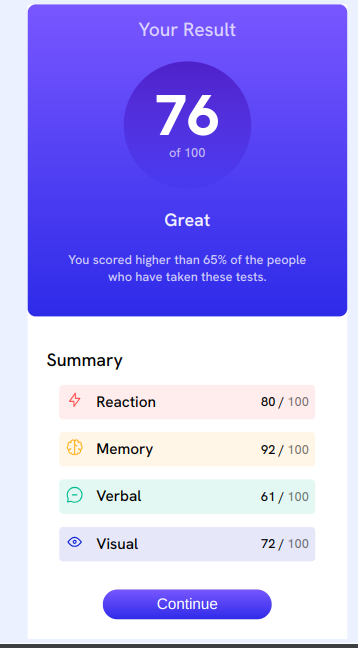 Your Result
76
of 100
Great
You scored higher than 65% of the people
who have taken these tests.
Summary
Reaction 80 / 100
Memory 92 / 100
Verbal 61 / 100
Visual 72 / 100
Continue